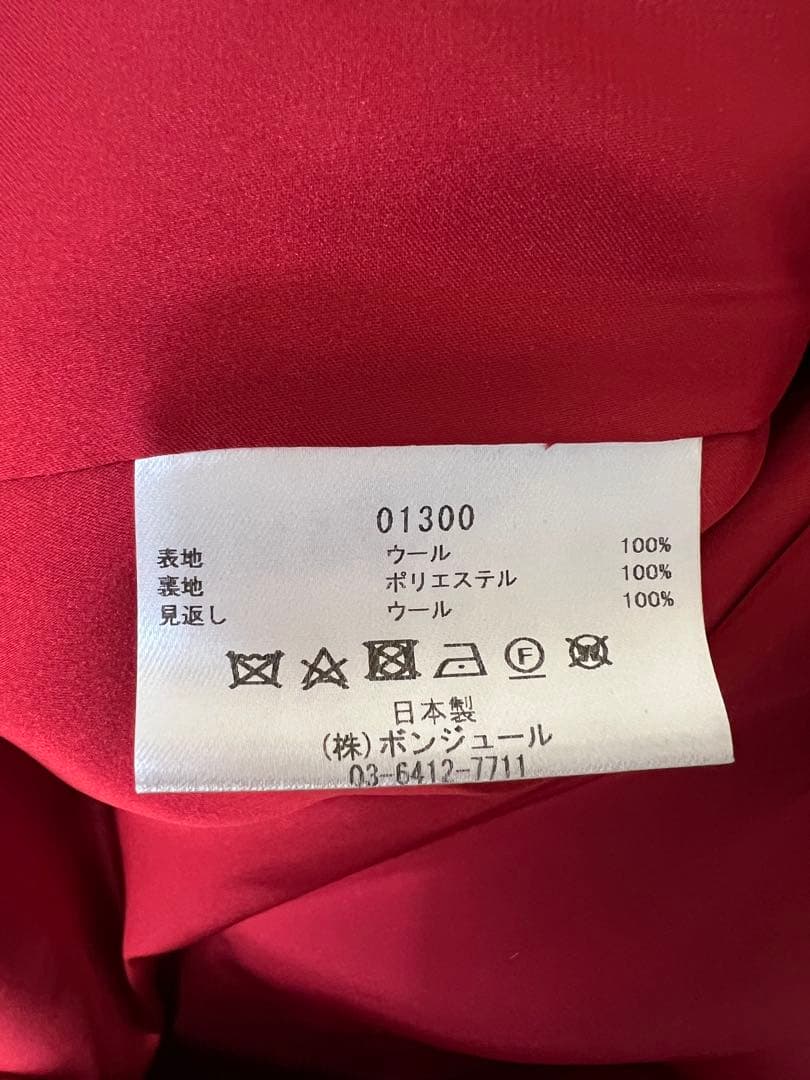 01300
表地 ウール 100%
裏地 ポリエステル 100%
見返し ウール 100%
F W
日本製
(株)ボンジュール
03-6412-7711